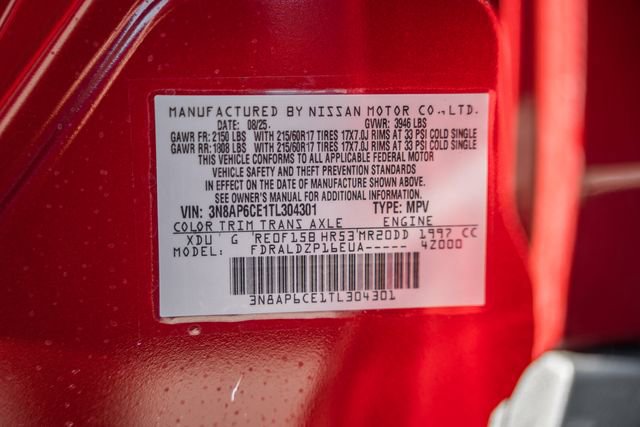 MANUFACTURED BY NISSAN MOTOR CO., LTD.
DATE: 08/25. GVWR: 3946 LBS
GAWR FR: 2150 LBS WITH 215/60R17 TIRES 17X7.0J RIMS AT 33 PSI COLD SINGLE
GAWR RR: 1808 LBS WITH 215/60R17 TIRES 17X7.0J RIMS AT 33 PSI COLD SINGLE
THIS VEHICLE CONFORMS TO ALL APPLICABLE FEDERAL MOTOR
VEHICLE SAFETY AND THEFT PREVENTION STANDARDS
IN EFFECT ON THE DATE OF MANUFACTURE SHOWN ABOVE.
SEE OWNER'S MANUAL FOR ADDITIONAL INFORMATION.
VIN: 3N8AP6CE1TL304301 TYPE: MPV
COLOR TRIM TRANS AXLE ENGINE
XDU G RE0F15B HR53 MR20DD 1997 CC
MODEL: FDRALDZP16EUA----- 4Z000
3N8AP6CE1TL304301